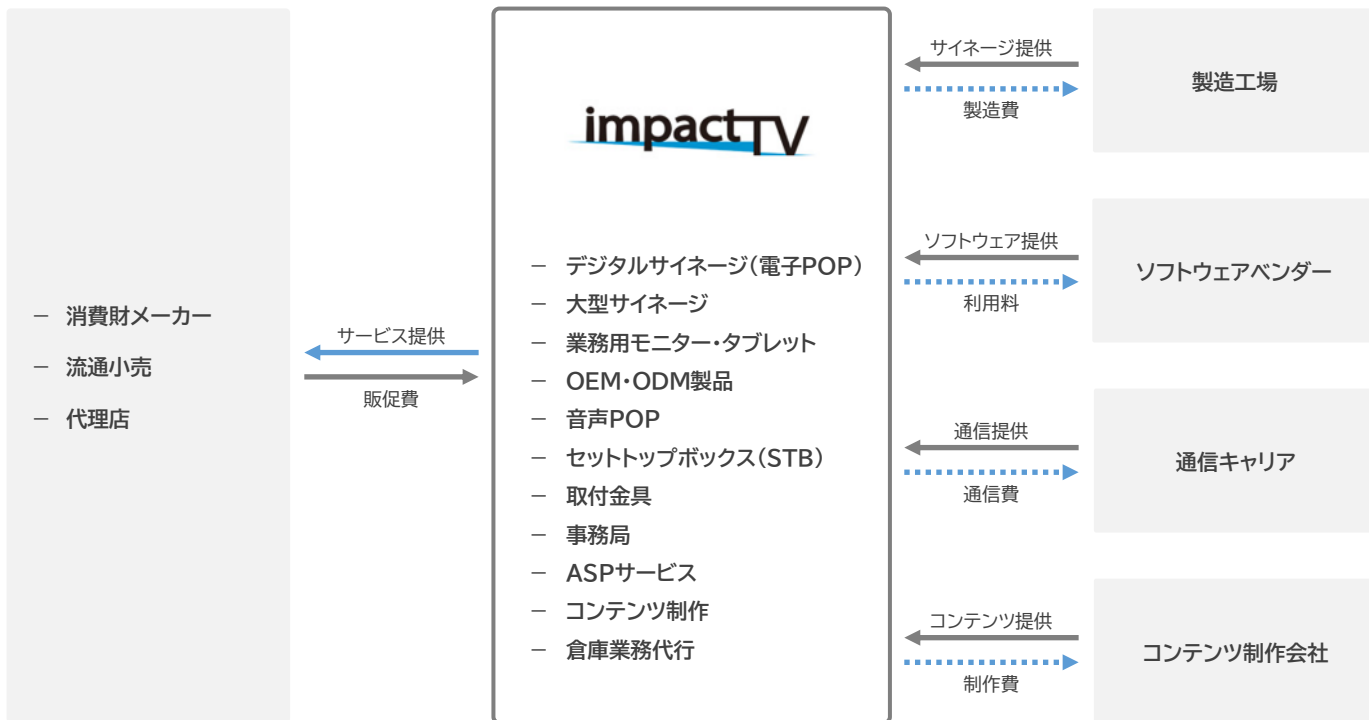 － 消費財メーカー
－ 流通小売
－ 代理店
サービス提供
販促費
impactTV
－ デジタルサイネージ（電子POP）
－ 大型サイネージ
－ 業務用モニター・タブレット
－ OEM・ODM製品
－ 音声POP
－ セットトップボックス（STB）
－ 取付金具
－ 事務局
－ ASPサービス
－ コンテンツ制作
－ 倉庫業務代行
サイネージ提供
製造費
製造工場
ソフトウェア提供
利用料
ソフトウェアベンダー
通信提供
通信費
通信キャリア
コンテンツ提供
制作費
コンテンツ制作会社